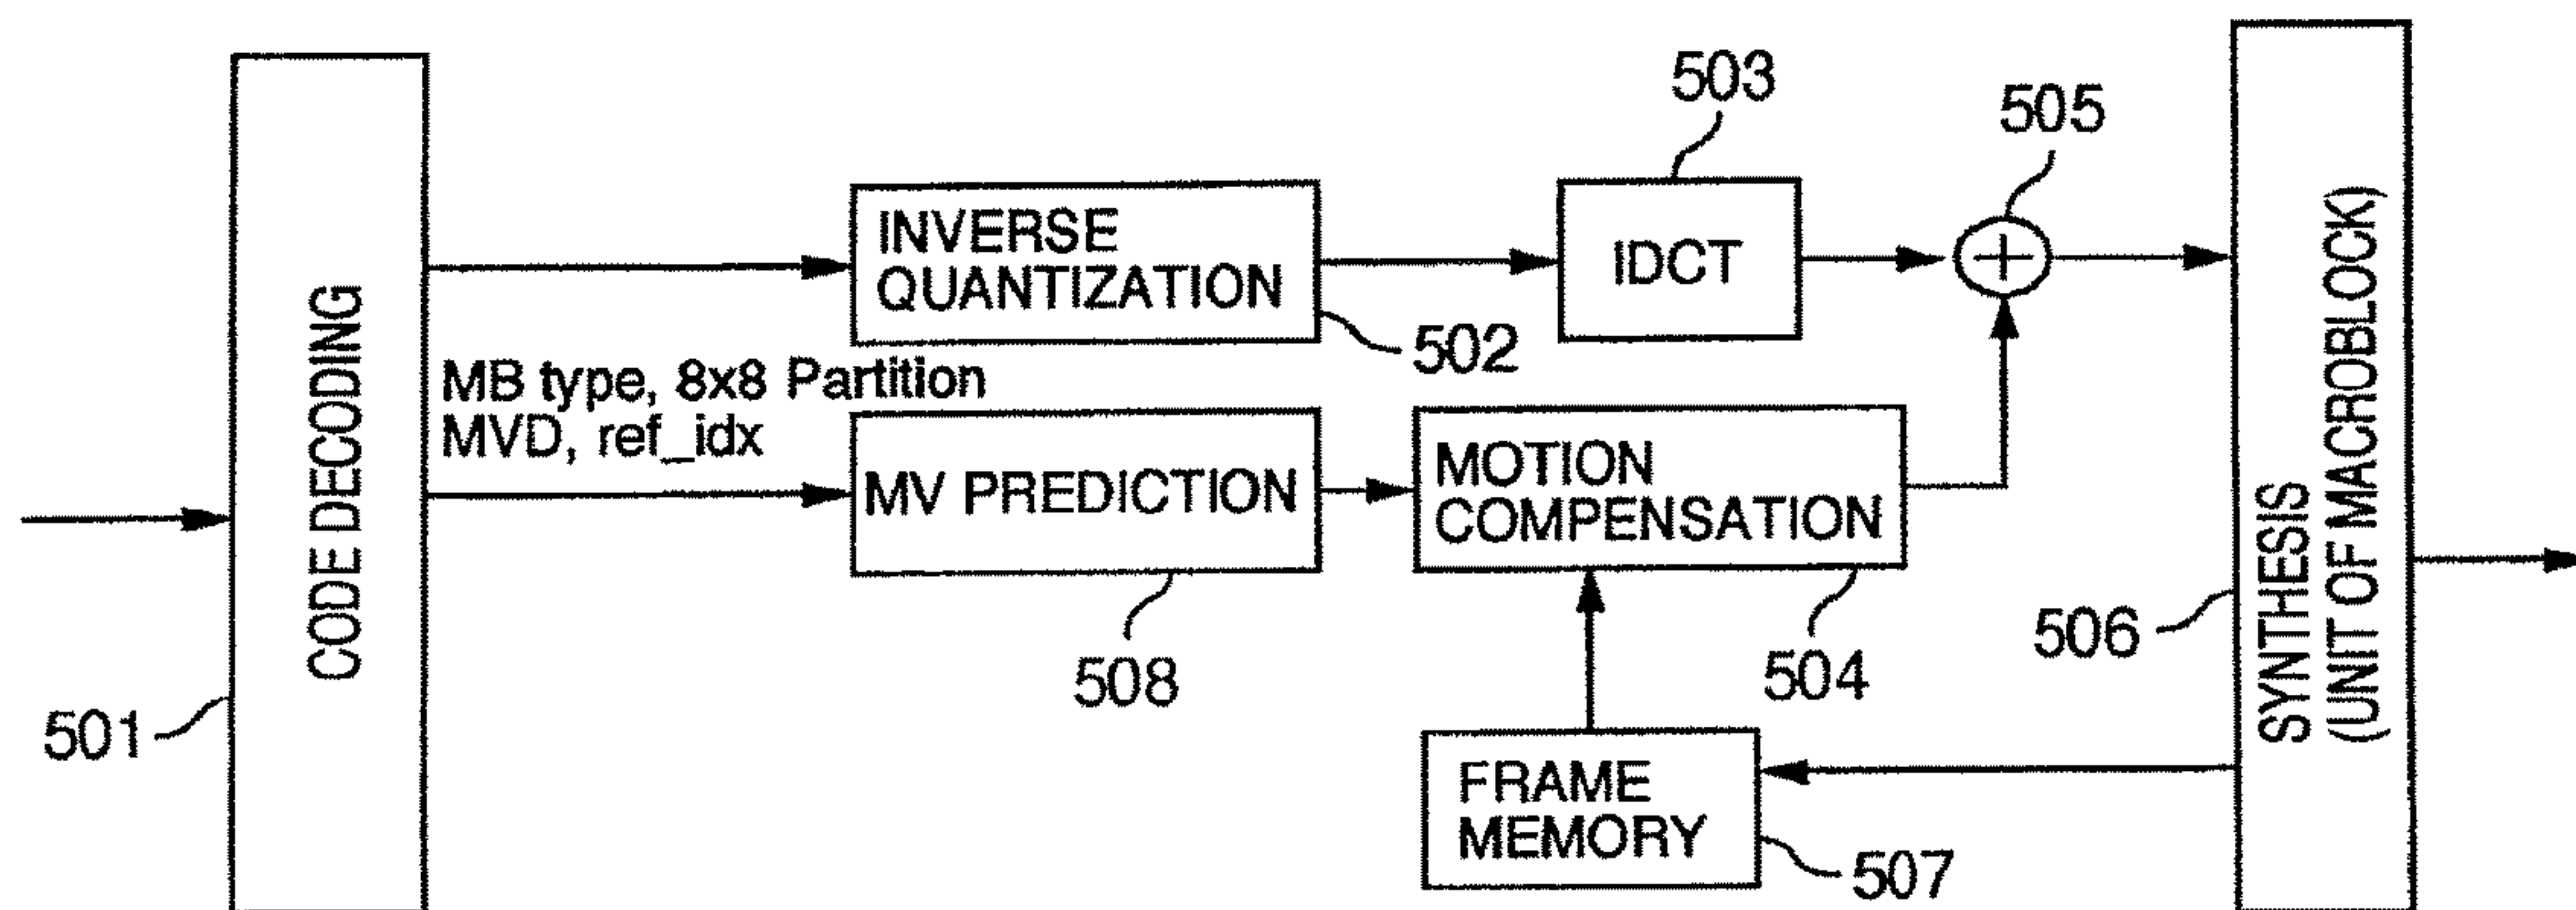 503
505
INVERSE
QUANTIZATION
IDCT
502
CODE DECODING
MB type, 8x8 Partition
MVD, ref_idx
MV PREDICTION
MOTION
COMPENSATION
SYNTHESIS
(UNIT OF MACROBLOCK)
506
508
504
501
FRAME
MEMORY
507